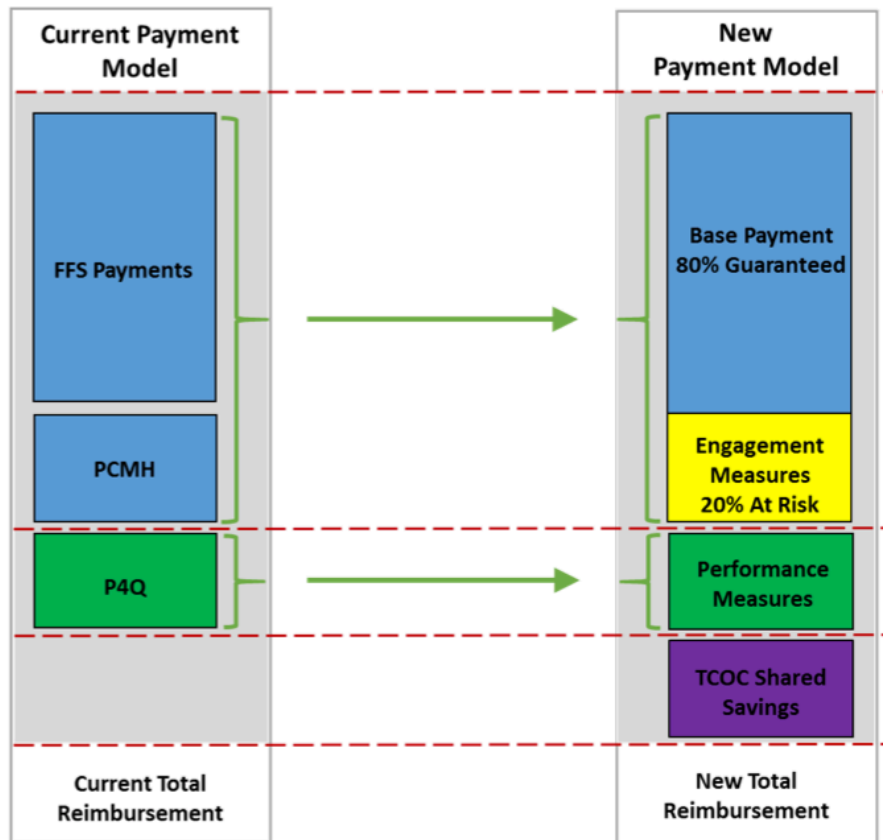 Current Payment
Model
FFS Payments
PCMH
P4Q
Current Total
Reimbursement
New
Payment Model
Base Payment
80% Guaranteed
Engagement
Measures
20% At Risk
Performance
Measures
TCOC Shared
Savings
New Total
Reimbursement